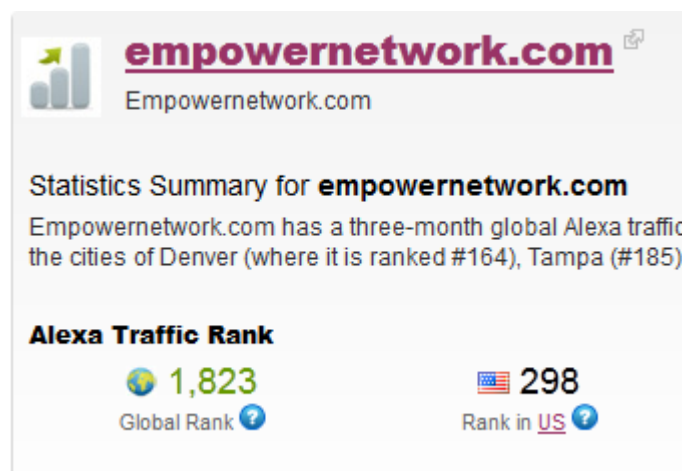 empowernetwork.com
Empowernetwork.com
Statistics Summary for empowernetwork.com
Empowernetwork.com has a three-month global Alexa traffic
the cities of Denver (where it is ranked #164), Tampa (#185)
Alexa Traffic Rank
1,823 298
Global Rank ? Rank in US ?